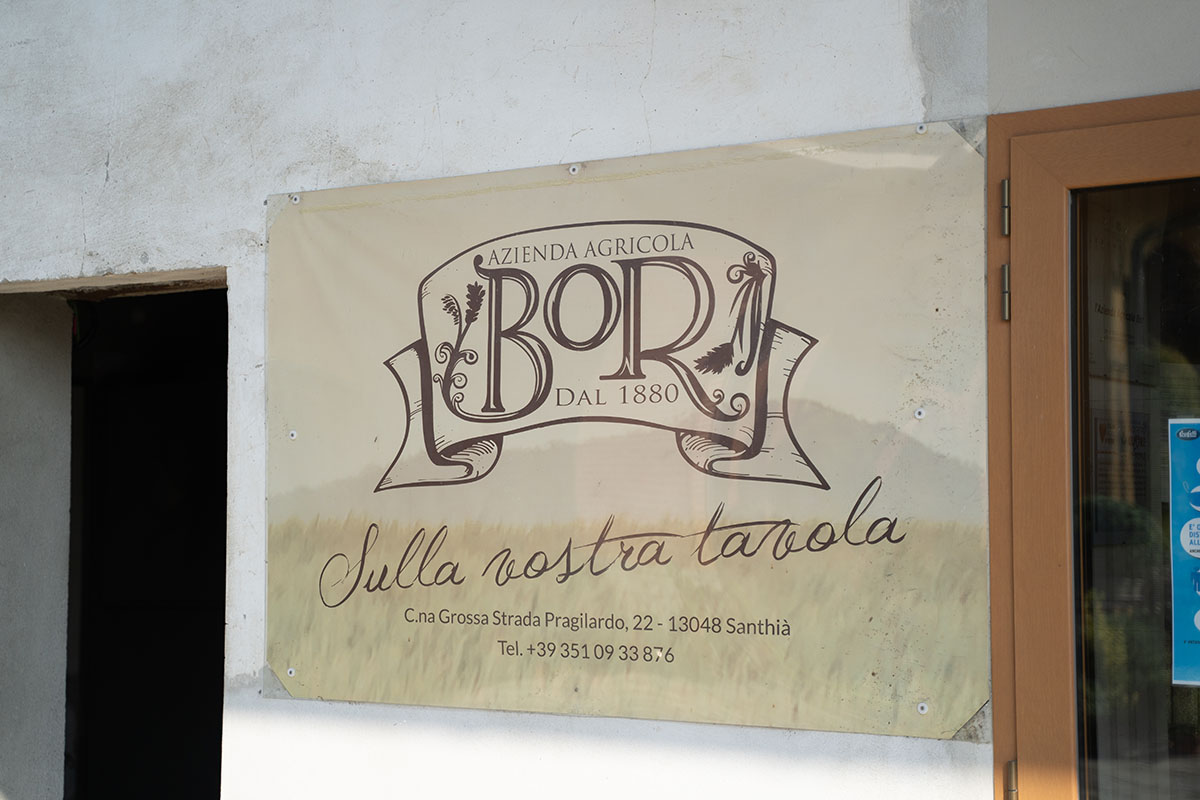 AZIENDA AGRICOLA
BOR
DAL 1880
Sulla vostra tavola
C.na Grossa Strada Pragilardo, 22 - 13048 Santhià
Tel. +39 351 09 33 876